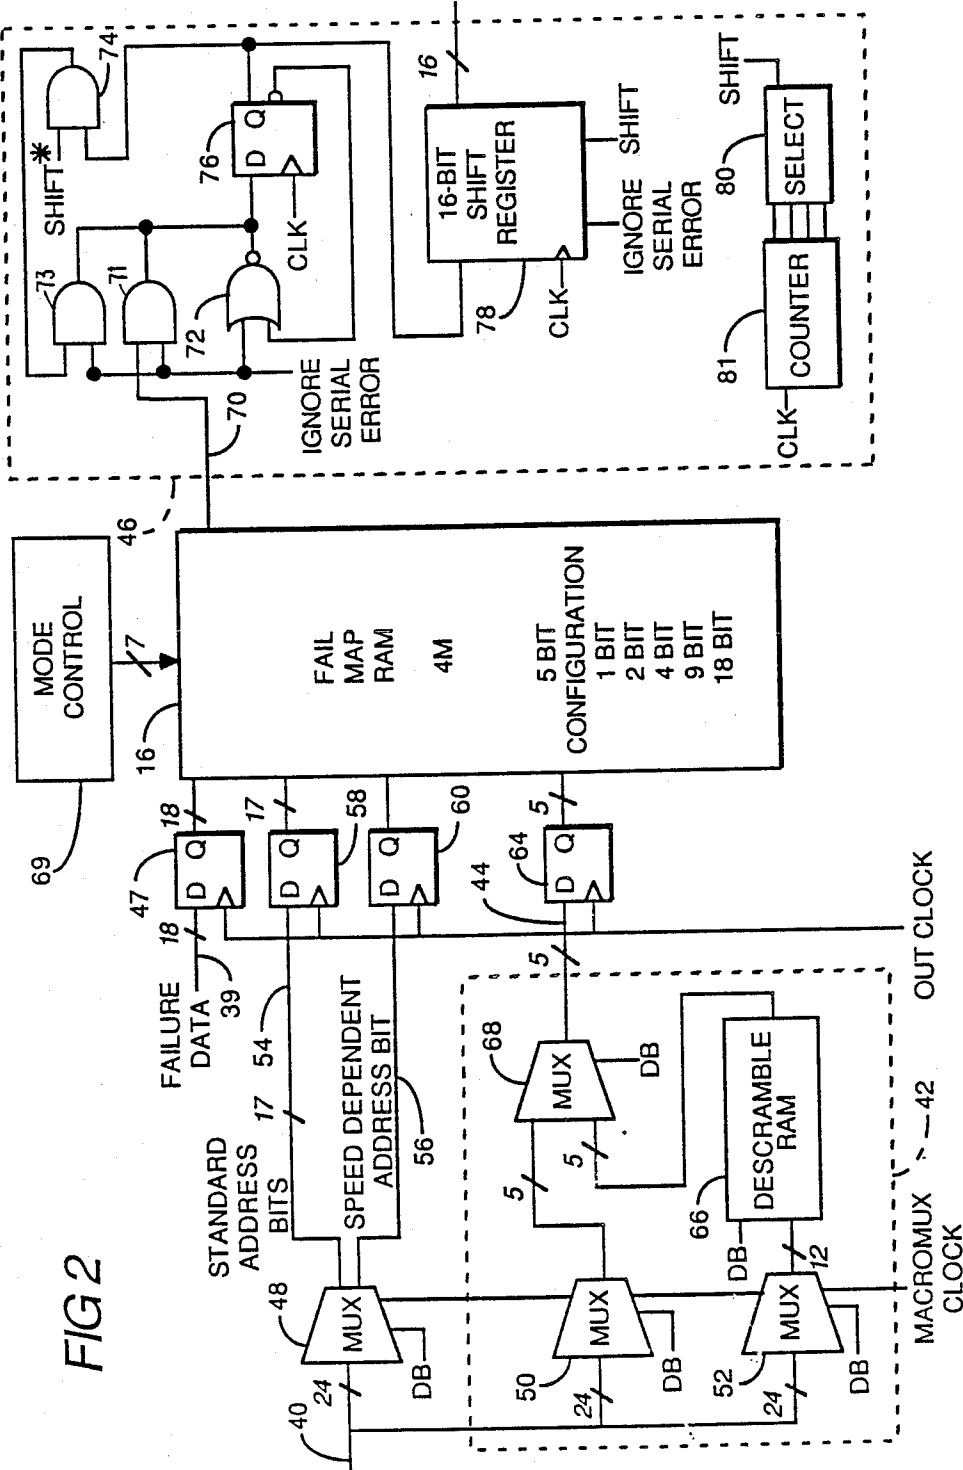 FIG 2
40
24
48
MUX
DB
STANDARD
ADDRESS
BITS
17
54
SPEED DEPENDENT
ADDRESS BIT
56
FAILURE
DATA
39
18
47
D Q
18
D Q
17
58
D Q
60
64
D Q
5
44
5
OUT CLOCK
50
24
MUX
DB
52
24
MUX
DB
MACROMUX
CLOCK
42
12
DB
66
DESCRAMBLE
RAM
5
5
68
MUX
DB
69
MODE
CONTROL
7
16
FAIL
MAP
RAM
4M
5 BIT
CONFIGURATION
1 BIT
2 BIT
4 BIT
9 BIT
18 BIT
46
70
IGNORE
SERIAL
ERROR
73
71
72
SHIFT *
74
76
D Q
CLK
78
16-BIT
SHIFT
REGISTER
16
CLK
IGNORE
SERIAL
ERROR
SHIFT
81
COUNTER
CLK
80
SELECT
SHIFT